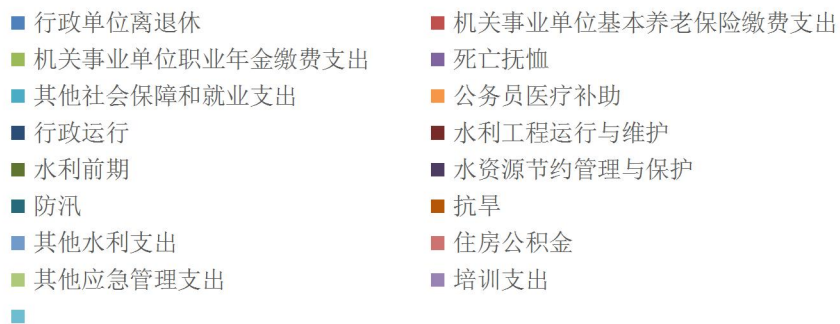 行政单位离退休 机关事业单位基本养老保险缴费支出
机关事业单位职业年金缴费支出 死亡抚恤
其他社会保障和就业支出 公务员医疗补助
行政运行 水利工程运行与维护
水利前期 水资源节约管理与保护
防汛 抗旱
其他水利支出 住房公积金
其他应急管理支出 培训支出